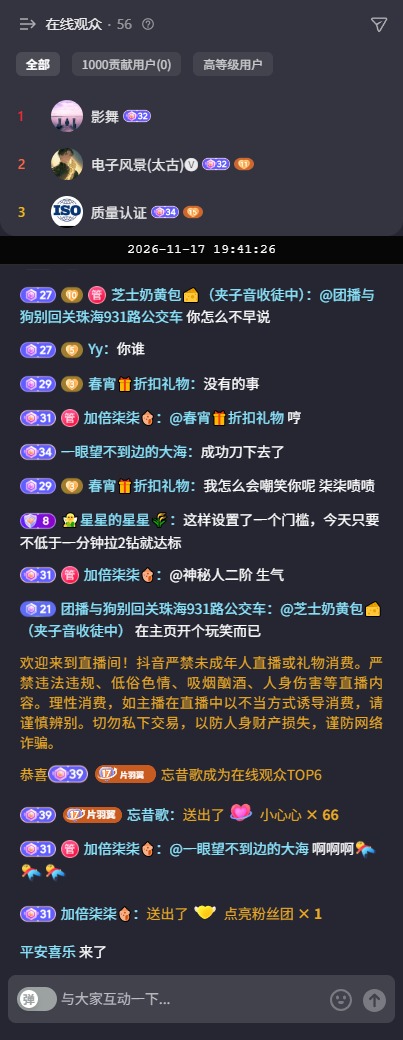 在线观众 · 56
全部 1000贡献用户(0) 高等级用户
1 影舞 32
2 电子风景(太古)V 32 11
3 ISO 质量认证 34 15
2026-11-17 19:41:26
27 10 管 芝士奶黄包🧀（夹子音收徒中）：@团播与
狗别回关珠海931路公交车 你怎么不早说
27 Yy：你谁
29 春宵🎁折扣礼物：没有的事
31 管 加倍柒柒：@春宵🎁折扣礼物 哼
34 一眼望不到边的大海：成功刀下去了
29 春宵🎁折扣礼物：我怎么会嘲笑你呢 柒柒啧啧
8 星星的星星🌾：这样设置了一个门槛，今天只要
不低于一分钟拉2钻就达标
31 管 加倍柒柒：@神秘人二阶 生气
21 团播与狗别回关珠海931路公交车：@芝士奶黄包🧀
（夹子音收徒中） 在主页开个玩笑而已
欢迎来到直播间！抖音严禁未成年人直播或礼物消费。严
禁违法违规、低俗色情、吸烟酗酒、人身伤害等直播内
容。理性消费，如主播在直播中以不当方式诱导消费，请
谨慎辨别。切勿私下交易，以防人身财产损失，谨防网络
诈骗。
恭喜 39 17 片羽翼 忘昔歌成为在线观众TOP6
39 17 片羽翼 忘昔歌：送出了 小心心 × 66
31 管 加倍柒柒：@一眼望不到边的大海 啊啊啊
31 加倍柒柒：送出了 点亮粉丝团 × 1
平安喜乐 来了
弹 与大家互动一下...